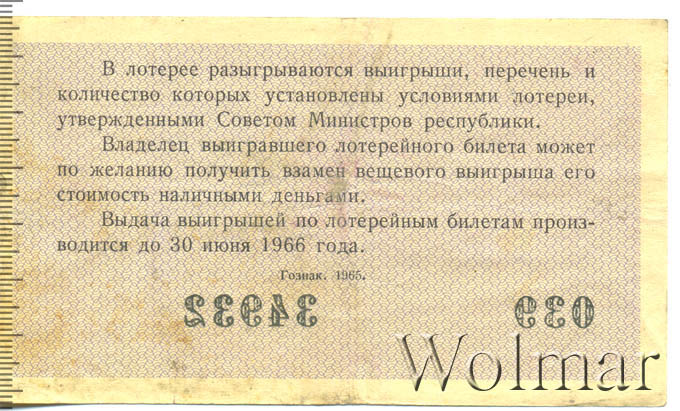 В лотерее разыгрываются выигрыши, перечень и
количество которых установлены условиями лотереи,
утвержденными Советом Министров республики.
Владелец выигравшего лотерейного билета может
по желанию получить взамен вещевого выигрыша его
стоимость наличными деньгами.
Выдача выигрышей по лотерейным билетам произ-
водится до 30 июня 1966 года.
Гознак. 1965.
34932 039
Wolmar